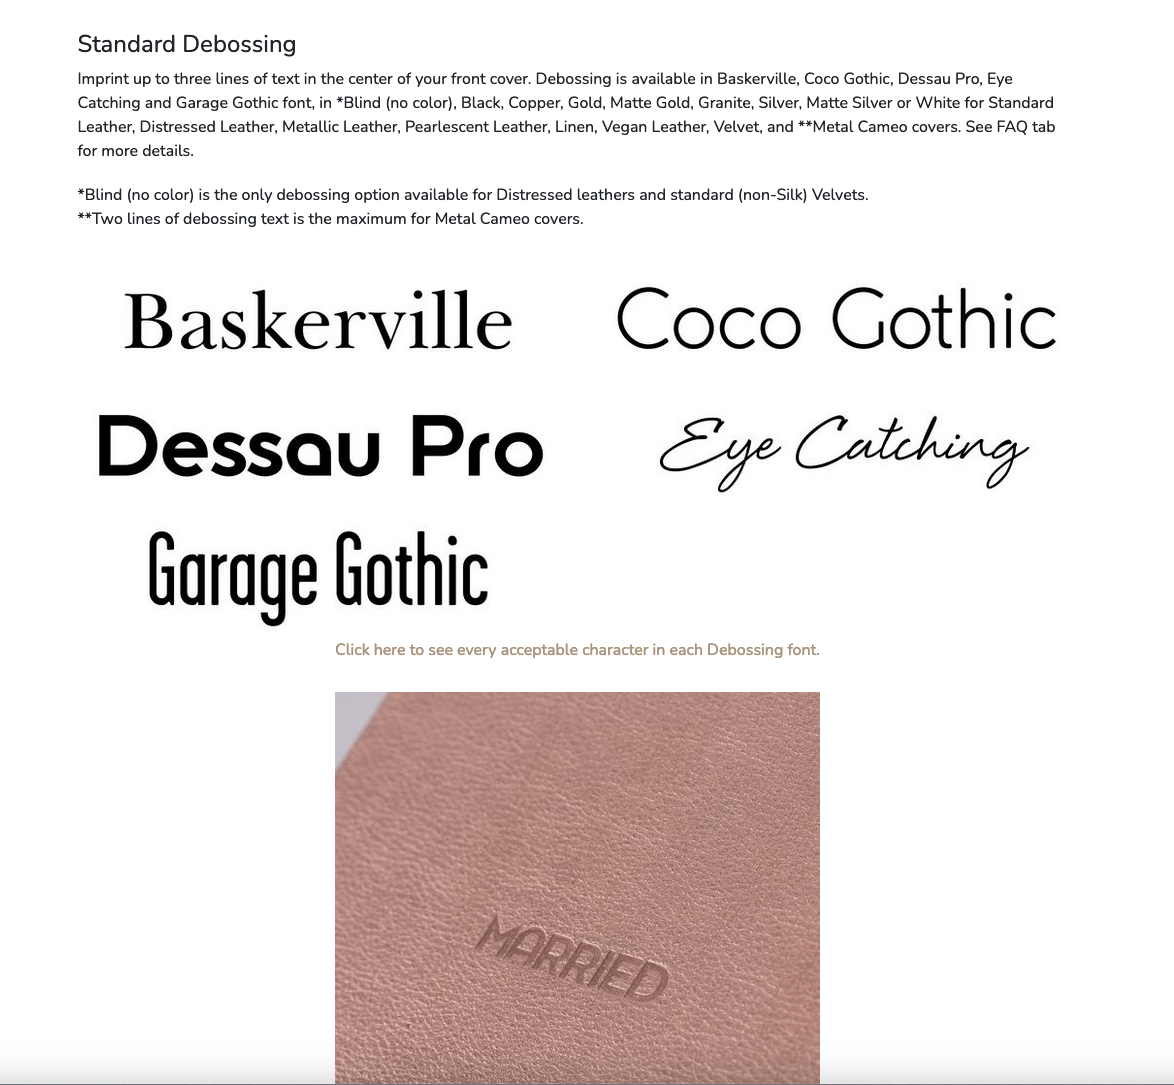 Standard Debossing
Imprint up to three lines of text in the center of your front cover. Debossing is available in Baskerville, Coco Gothic, Dessau Pro, Eye
Catching and Garage Gothic font, in *Blind (no color), Black, Copper, Gold, Matte Gold, Granite, Silver, Matte Silver or White for Standard
Leather, Distressed Leather, Metallic Leather, Pearlescent Leather, Linen, Vegan Leather, Velvet, and **Metal Cameo covers. See FAQ tab
for more details.
*Blind (no color) is the only debossing option available for Distressed leathers and standard (non-Silk) Velvets.
**Two lines of debossing text is the maximum for Metal Cameo covers.
Baskerville
Coco Gothic
Dessau Pro
Eye Catching
Garage Gothic
Click here to see every acceptable character in each Debossing font.
MARRIED